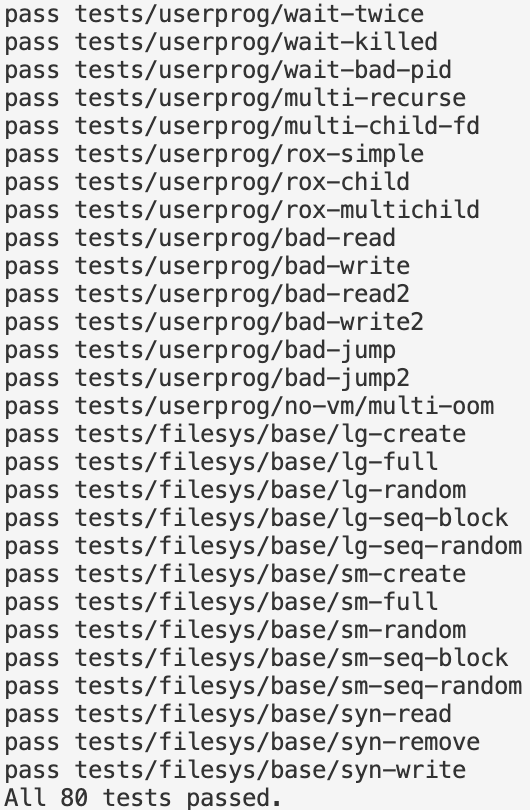 pass tests/userprog/wait-twice
pass tests/userprog/wait-killed
pass tests/userprog/wait-bad-pid
pass tests/userprog/multi-recurse
pass tests/userprog/multi-child-fd
pass tests/userprog/rox-simple
pass tests/userprog/rox-child
pass tests/userprog/rox-multichild
pass tests/userprog/bad-read
pass tests/userprog/bad-write
pass tests/userprog/bad-read2
pass tests/userprog/bad-write2
pass tests/userprog/bad-jump
pass tests/userprog/bad-jump2
pass tests/userprog/no-vm/multi-oom
pass tests/filesys/base/lg-create
pass tests/filesys/base/lg-full
pass tests/filesys/base/lg-random
pass tests/filesys/base/lg-seq-block
pass tests/filesys/base/lg-seq-random
pass tests/filesys/base/sm-create
pass tests/filesys/base/sm-full
pass tests/filesys/base/sm-random
pass tests/filesys/base/sm-seq-block
pass tests/filesys/base/sm-seq-random
pass tests/filesys/base/syn-read
pass tests/filesys/base/syn-remove
pass tests/filesys/base/syn-write
All 80 tests passed.